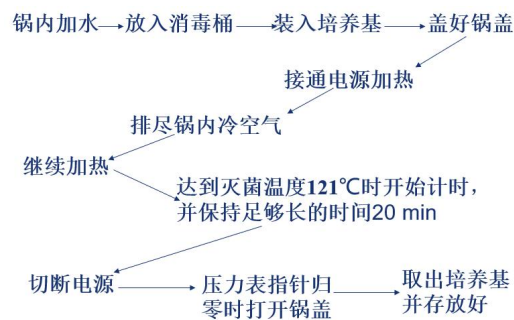 锅内加水 放入消毒桶 装入培养基 盖好锅盖
接通电源加热
排尽锅内冷空气
继续加热
达到灭菌温度121℃时开始计时，
并保持足够长的时间20 min
切断电源
压力表指针归
零时打开锅盖
取出培养基
并存放好